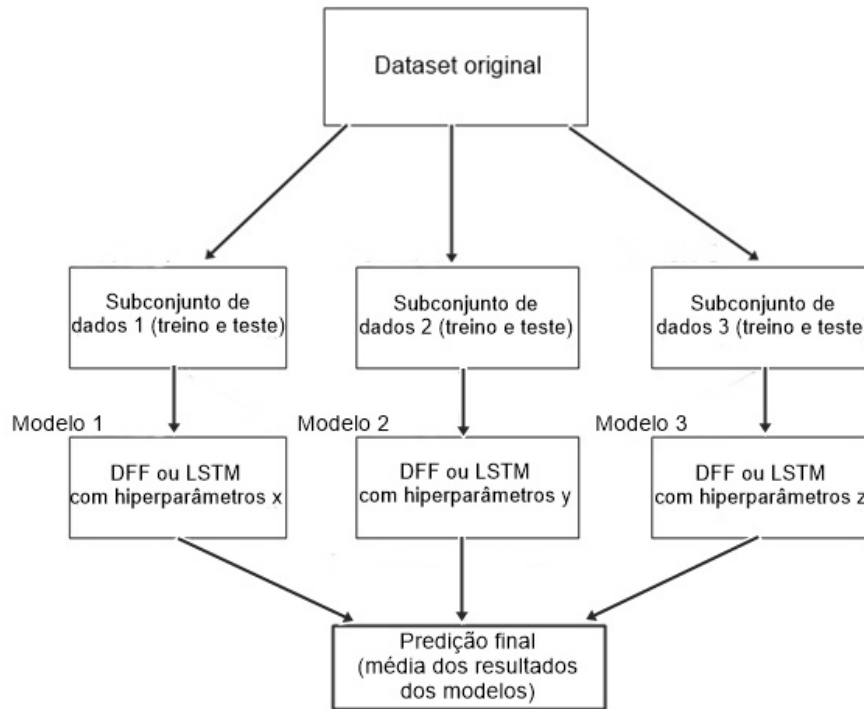 Dataset original
Subconjunto de
dados 1 (treino e teste)
Subconjunto de
dados 2 (treino e teste)
Subconjunto de
dados 3 (treino e teste
Modelo 1
Modelo 2
Modelo 3
DFF ou LSTM
com hiperparâmetros x
DFF ou LSTM
com hiperparâmetros y
DFF ou LSTM
com hiperparâmetros z
Predição final
(média dos resultados
dos modelos)